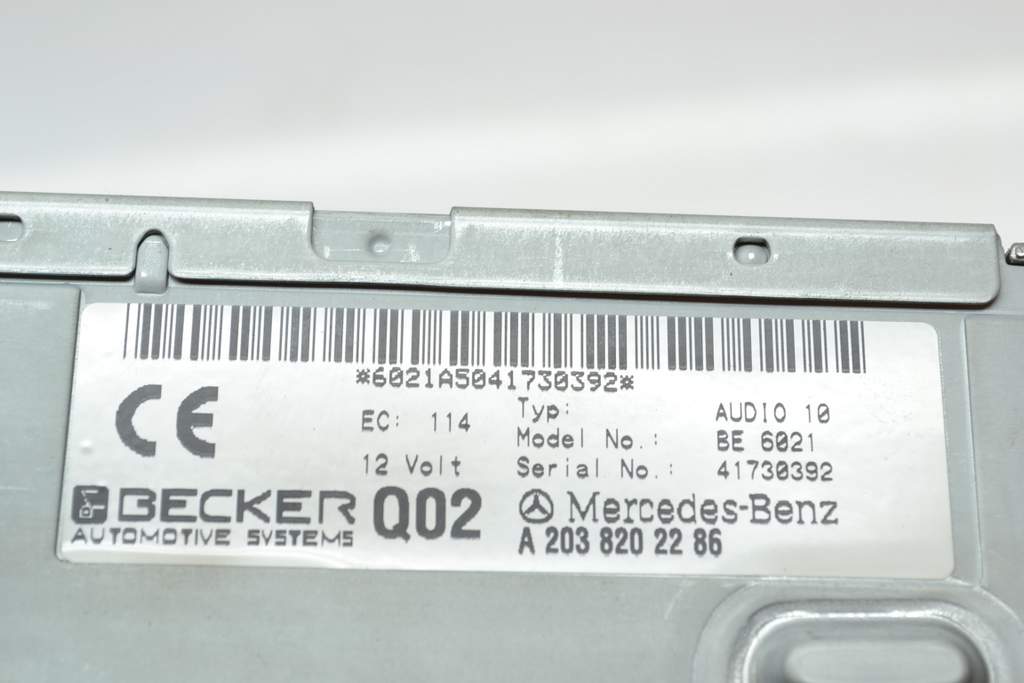 *6021A5041730392*
CE
EC: 114
12 Volt
Typ: AUDIO 10
Model No.: BE 6021
Serial No.: 41730392
BECKER
AUTOMOTIVE SYSTEMS
Q02
Mercedes-Benz
A 203 820 22 86